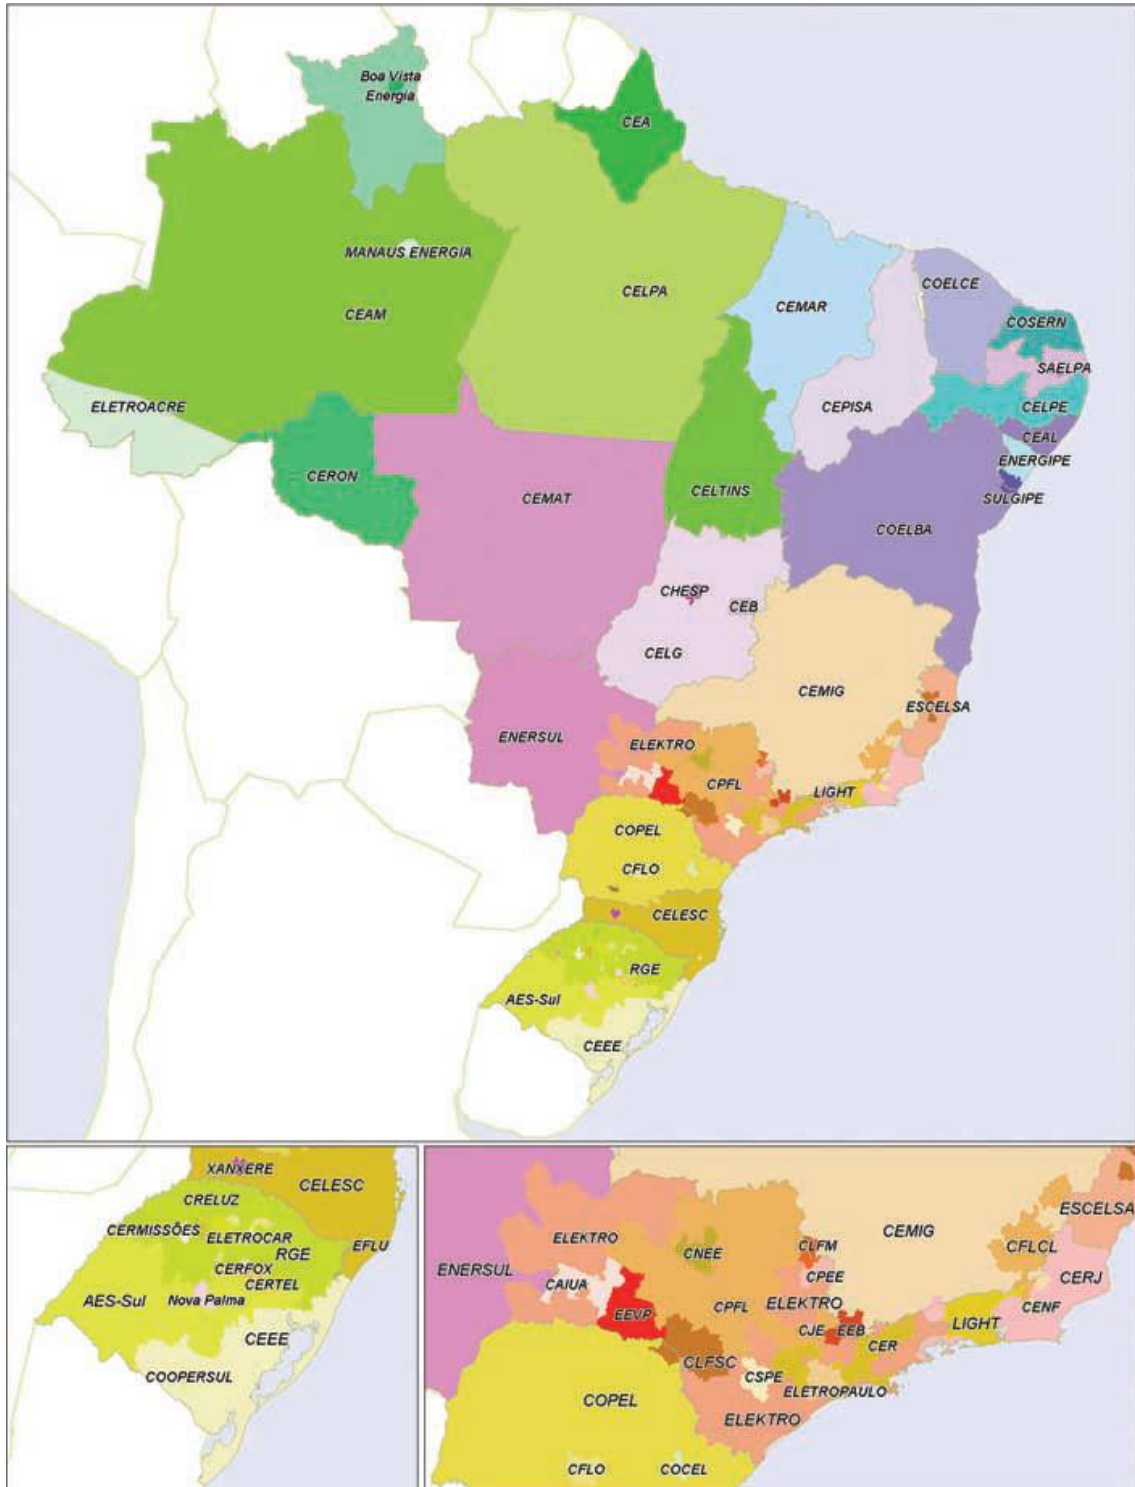 Boa Vista
Energia
CEA
MANAUS ENERGIA
CELPA
CEAM
CEMAR
COELCE
COSERN
SAELPA
ELETROACRE
CEPISA
CELPE
CEAL
ENERGIPE
CERON
CEMAT
CELTINS
SULGIPE
COELBA
CHESP
CEB
CELG
CEMIG
ESCELSA
ENERSUL
ELEKTRO
CPFL
LIGHT
COPEL
CFLO
CELESC
RGE
AES-Sul
CEEE
XANXERE
CELESC
CRELUZ
CERMISSÕES
ELETROCAR
EFLU
RGE
CERFOX
CERTEL
AES-Sul
Nova Palma
CEEE
COOPERSUL
ESCELSA
CEMIG
ELEKTRO
CNEE
CLFM
CFLCL
ENERSUL
CAIUA
CPEE
CERJ
EEVP
CPFL
ELEKTRO
CENF
LIGHT
CJE
EEB
CER
CLFSC
CSPE
ELETROPAULO
COPEL
ELEKTRO
CFLO
COCEL